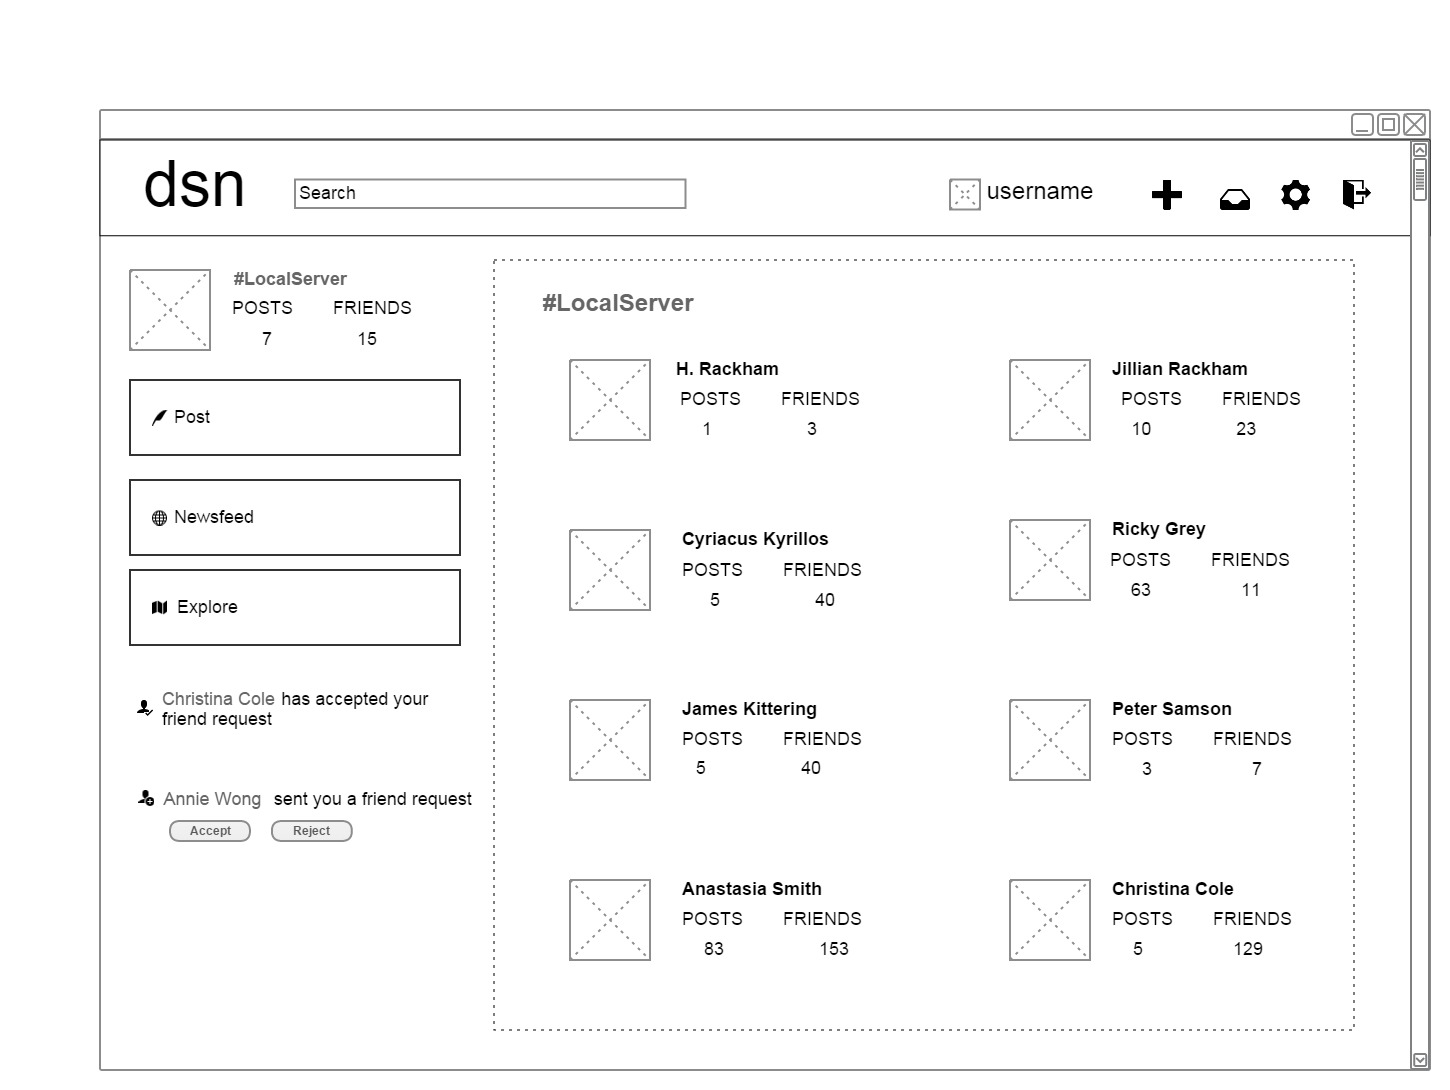 dsn
Search
username
#LocalServer
POSTS FRIENDS
7 15
Post
Newsfeed
Explore
Christina Cole has accepted your
friend request
Annie Wong sent you a friend request
Accept Reject
#LocalServer
H. Rackham
POSTS FRIENDS
1 3
Jillian Rackham
POSTS FRIENDS
10 23
Cyriacus Kyrillos
POSTS FRIENDS
5 40
Ricky Grey
POSTS FRIENDS
63 11
James Kittering
POSTS FRIENDS
5 40
Peter Samson
POSTS FRIENDS
3 7
Anastasia Smith
POSTS FRIENDS
83 153
Christina Cole
POSTS FRIENDS
5 129